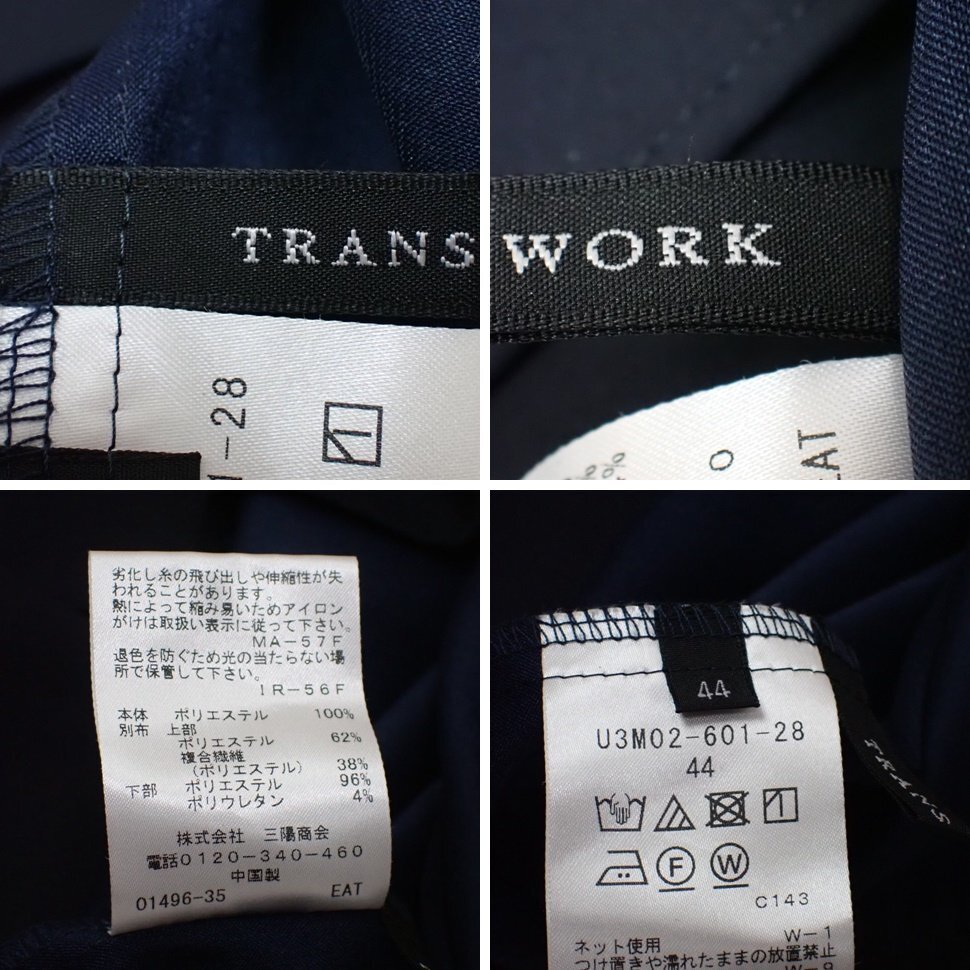 TRANS
1-28
WORK
EAT
劣化し糸の飛び出しや伸縮性が失
われることがあります。
熱によって縮み易いためアイロン
がけは取扱い表示に従って下さい。
MA-57F
退色を防ぐため光の当たらない場
所で保管して下さい。
IR-56F
本体 ポリエステル 100%
別布 上部
ポリエステル 62%
複合繊維
(ポリエステル) 38%
下部 ポリエステル 96%
ポリウレタン 4%
株式会社 三陽商会
電話0120-340-460
中国製
01496-35 EAT
44
U3M02-601-28
44
TRANS
F W
C143
W-1
ネット使用
つけ置きや濡れたままの放置禁止